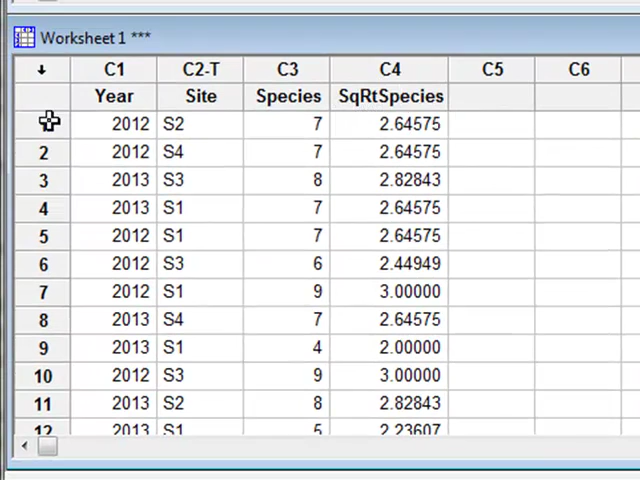 Worksheet 1 ***
C1 C2-T C3 C4 C5 C6
Year Site Species SqRtSpecies
2012 S2 7 2.64575
2 2012 S4 7 2.64575
3 2013 S3 8 2.82843
4 2013 S1 7 2.64575
5 2012 S1 7 2.64575
6 2012 S3 6 2.44949
7 2012 S1 9 3.00000
8 2013 S4 7 2.64575
9 2013 S1 4 2.00000
10 2012 S3 9 3.00000
11 2013 S2 8 2.82843
12 2013 S1 5 2.23607